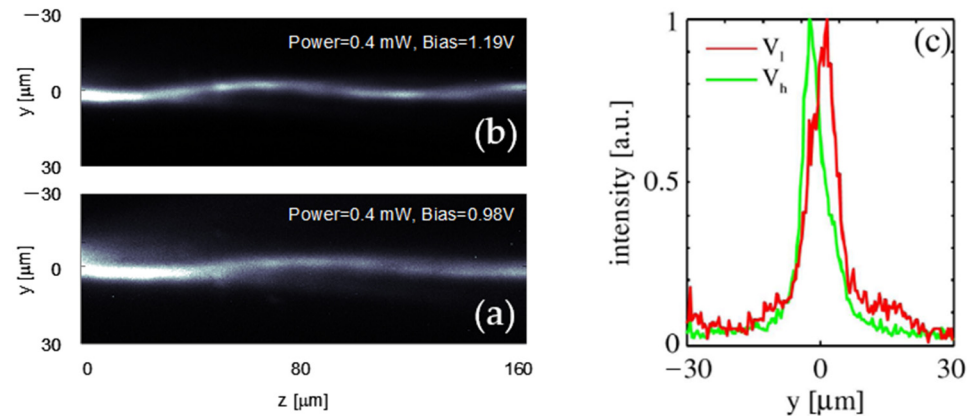 −30
0
30
y [μm]
Power=0.4 mW, Bias=1.19V
(b)
−30
0
30
y [μm]
Power=0.4 mW, Bias=0.98V
(a)
0
80
160
z [μm]
(c)
V_l
V_h
1
0.5
0
intensity [a.u.]
−30
0
30
y [μm]